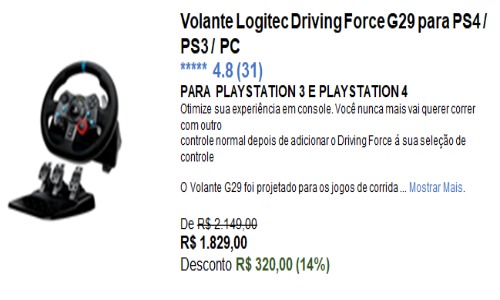 Volante Logitec Driving Force G29 para PS4 /
PS3 / PC
***** 4.8 (31)
PARA PLAYSTATION 3 E PLAYSTATION 4
Otimize sua experiência em console. Você nunca mais vai querer correr
com outro
controle normal depois de adicionar o Driving Force á sua seleção de
controle
O Volante G29 foi projetado para os jogos de corrida ... Mostrar Mais.
De R$ 2.149,00
R$ 1.829,00
Desconto R$ 320,00 (14%)